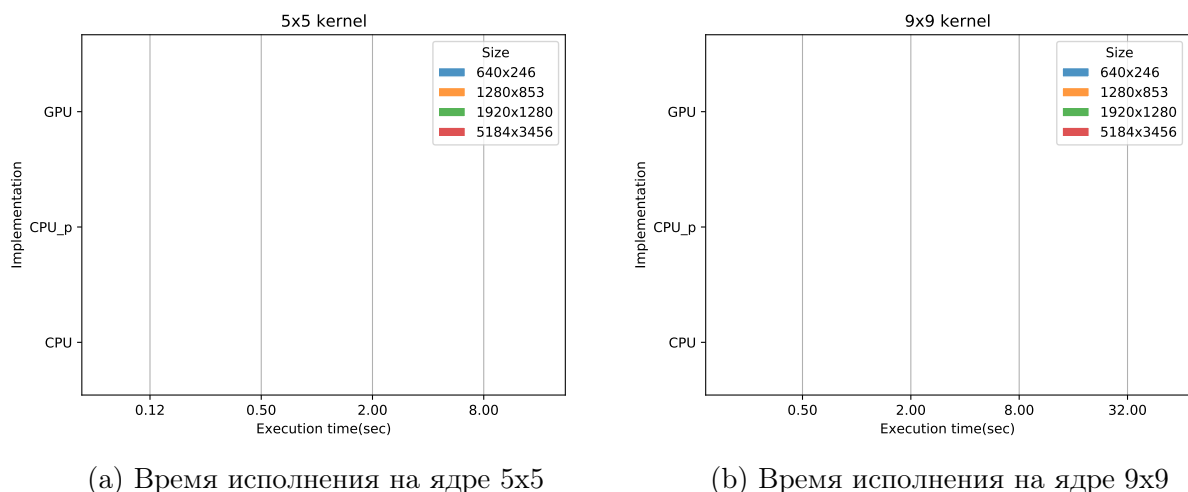 5x5 kernel
Size
640x246
1280x853
1920x1280
5184x3456
GPU
CPU_p
CPU
Implementation
0.12 0.50 2.00 8.00
Execution time(sec)
(a) Время исполнения на ядре 5x5
9x9 kernel
Size
640x246
1280x853
1920x1280
5184x3456
GPU
CPU_p
CPU
Implementation
0.50 2.00 8.00 32.00
Execution time(sec)
(b) Время исполнения на ядре 9x9